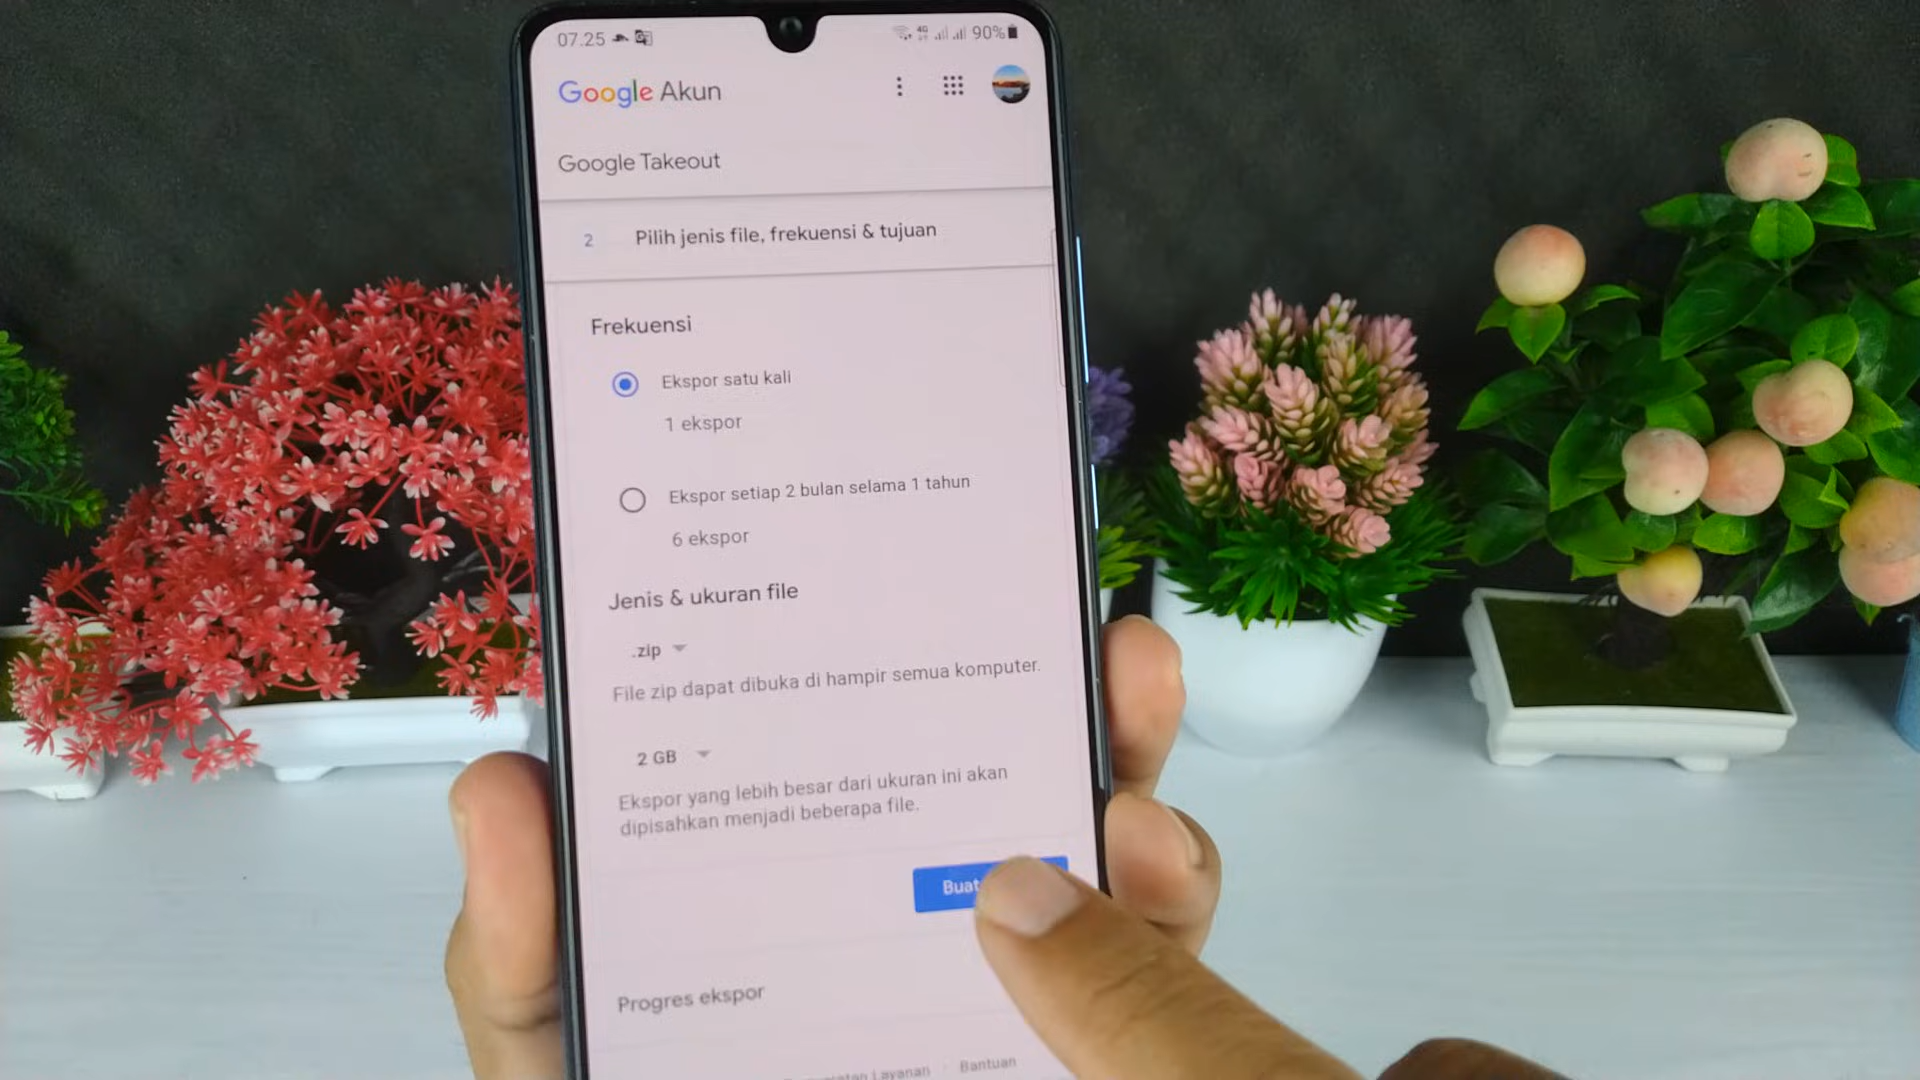 07.25
4G
90%
Google Akun
Google Takeout
2 Pilih jenis file, frekuensi & tujuan
Frekuensi
Ekspor satu kali
1 ekspor
Ekspor setiap 2 bulan selama 1 tahun
6 ekspor
Jenis & ukuran file
.zip
File zip dapat dibuka di hampir semua komputer.
2 GB
Ekspor yang lebih besar dari ukuran ini akan
dipisahkan menjadi beberapa file.
Buat
Progres ekspor
Layanan
Bantuan